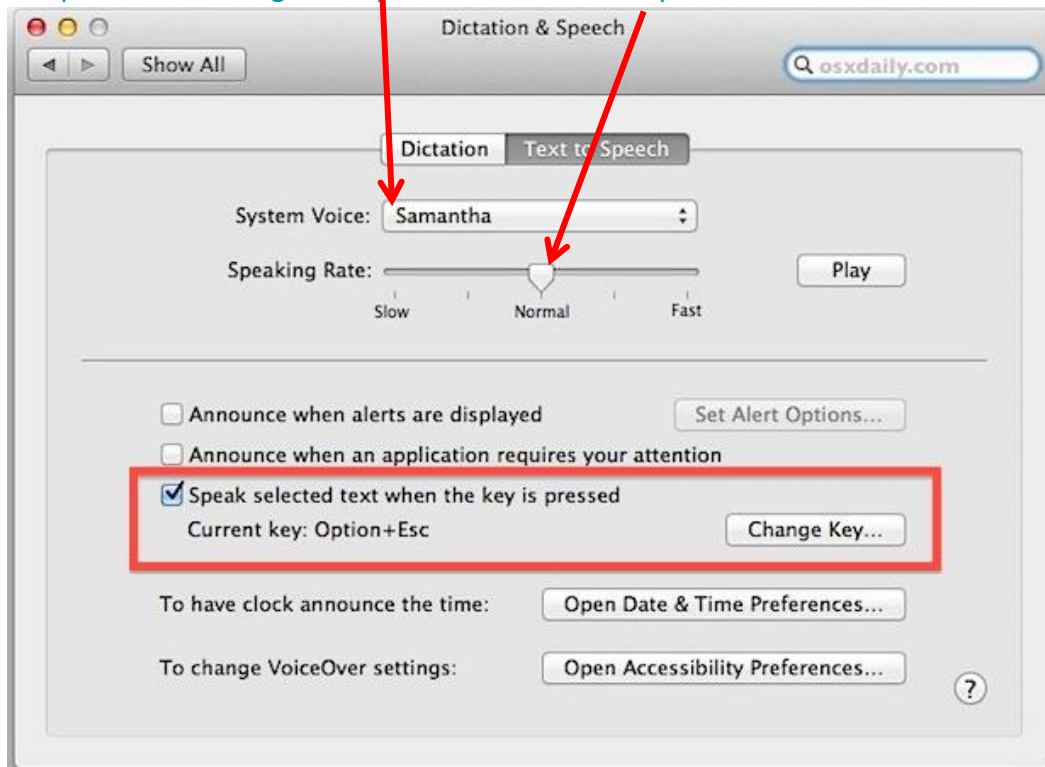 Dictation & Speech
Show All
osxdaily.com
Dictation Text to Speech
System Voice: Samantha
Speaking Rate:
Play
Slow Normal Fast
Announce when alerts are displayed Set Alert Options...
Announce when an application requires your attention
Speak selected text when the key is pressed
Current key: Option+Esc Change Key...
To have clock announce the time: Open Date & Time Preferences...
To change VoiceOver settings: Open Accessibility Preferences...
?